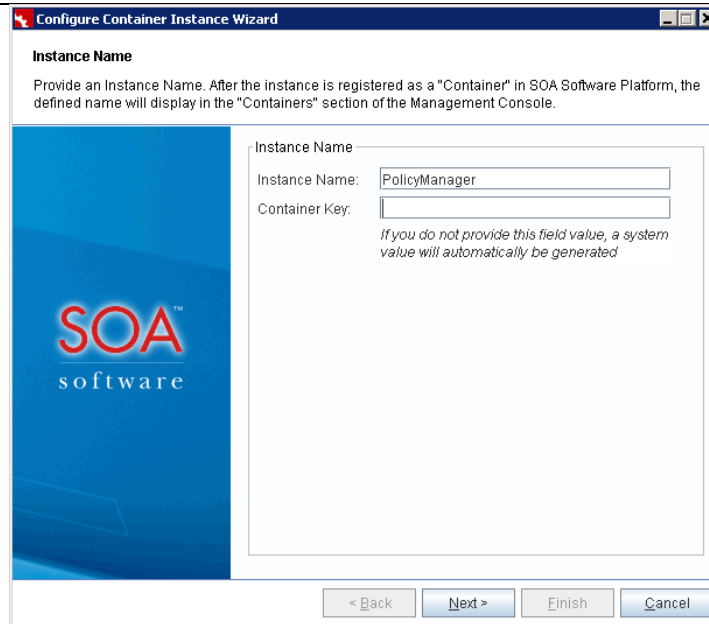 Configure Container Instance Wizard
Instance Name
Provide an Instance Name. After the instance is registered as a "Container" in SOA Software Platform, the
defined name will display in the "Containers" section of the Management Console.
Instance Name
Instance Name: PolicyManager
Container Key:
If you do not provide this field value, a system
value will automatically be generated
SOA™
software
< Back Next > Finish Cancel